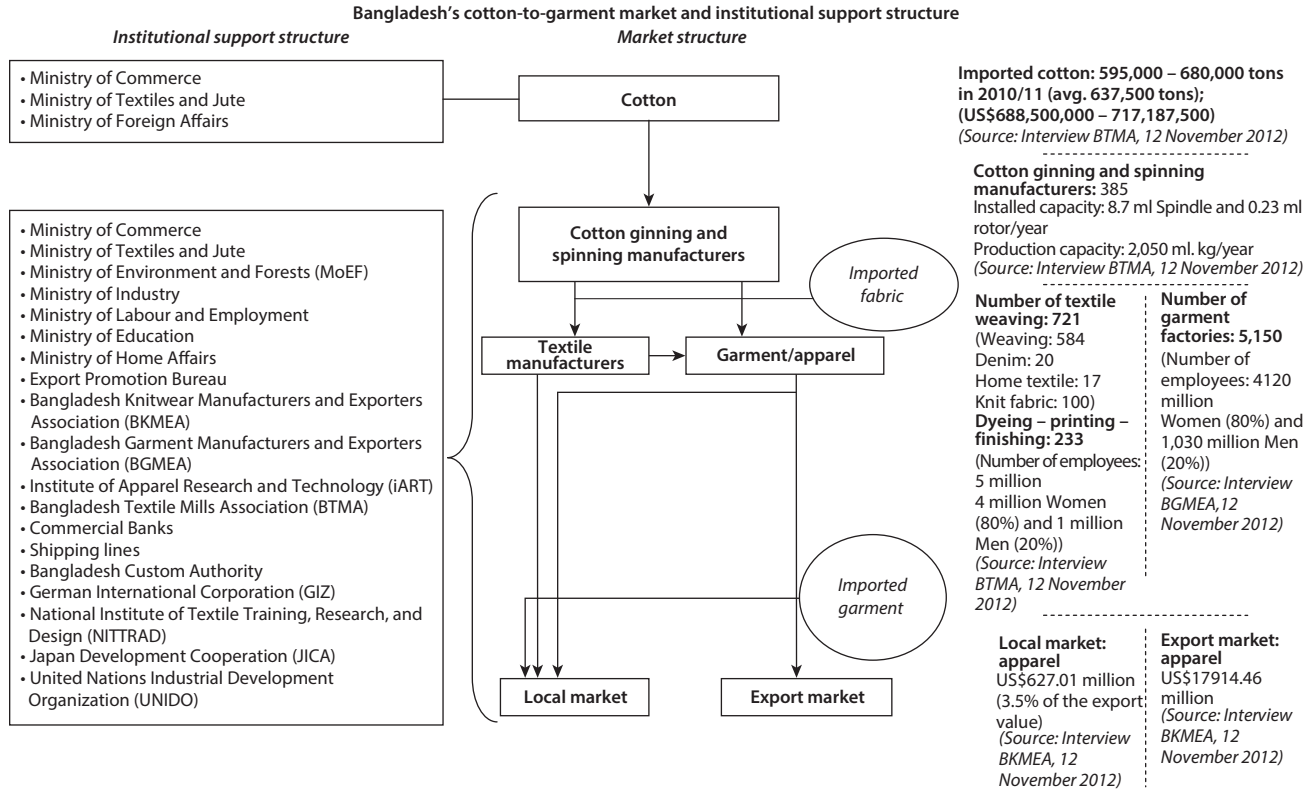 Bangladesh’s cotton-to-garment market and institutional support structure
Institutional support structure
Market structure
• Ministry of Commerce
• Ministry of Textiles and Jute
• Ministry of Foreign Affairs
Cotton
• Ministry of Commerce
• Ministry of Textiles and Jute
• Ministry of Environment and Forests (MoEF)
• Ministry of Industry
• Ministry of Labour and Employment
• Ministry of Education
• Ministry of Home Affairs
• Export Promotion Bureau
• Bangladesh Knitwear Manufacturers and Exporters
Association (BKMEA)
• Bangladesh Garment Manufacturers and Exporters
Association (BGMEA)
• Institute of Apparel Research and Technology (iART)
• Bangladesh Textile Mills Association (BTMA)
• Commercial Banks
• Shipping lines
• Bangladesh Custom Authority
• German International Corporation (GIZ)
• National Institute of Textile Training, Research, and
Design (NITTRAD)
• Japan Development Cooperation (JICA)
• United Nations Industrial Development
Organization (UNIDO)
Cotton ginning and
spinning manufacturers
Imported
fabric
Textile
manufacturers
Garment/apparel
Imported
garment
Local market
Export market
Imported cotton: 595,000 – 680,000 tons
in 2010/11 (avg. 637,500 tons);
(US$688,500,000 – 717,187,500)
(Source: Interview BTMA, 12 November 2012)
Cotton ginning and spinning
manufacturers: 385
Installed capacity: 8.7 ml Spindle and 0.23 ml
rotor/year
Production capacity: 2,050 ml. kg/year
(Source: Interview BTMA, 12 November 2012)
Number of textile
weaving: 721
(Weaving: 584
Denim: 20
Home textile: 17
Knit fabric: 100)
Dyeing – printing –
finishing: 233
(Number of employees:
5 million
4 million Women
(80%) and 1 million
Men (20%))
(Source: Interview
BTMA, 12 November
2012)
Number of
garment
factories: 5,150
(Number of
employees: 4120
million
Women (80%) and
1,030 million Men
(20%))
(Source: Interview
BGMEA,12
November 2012)
Local market:
apparel
US$627.01 million
(3.5% of the export
value)
(Source: Interview
BKMEA, 12
November 2012)
Export market:
apparel
US$17914.46
million
(Source: Interview
BKMEA, 12
November 2012)